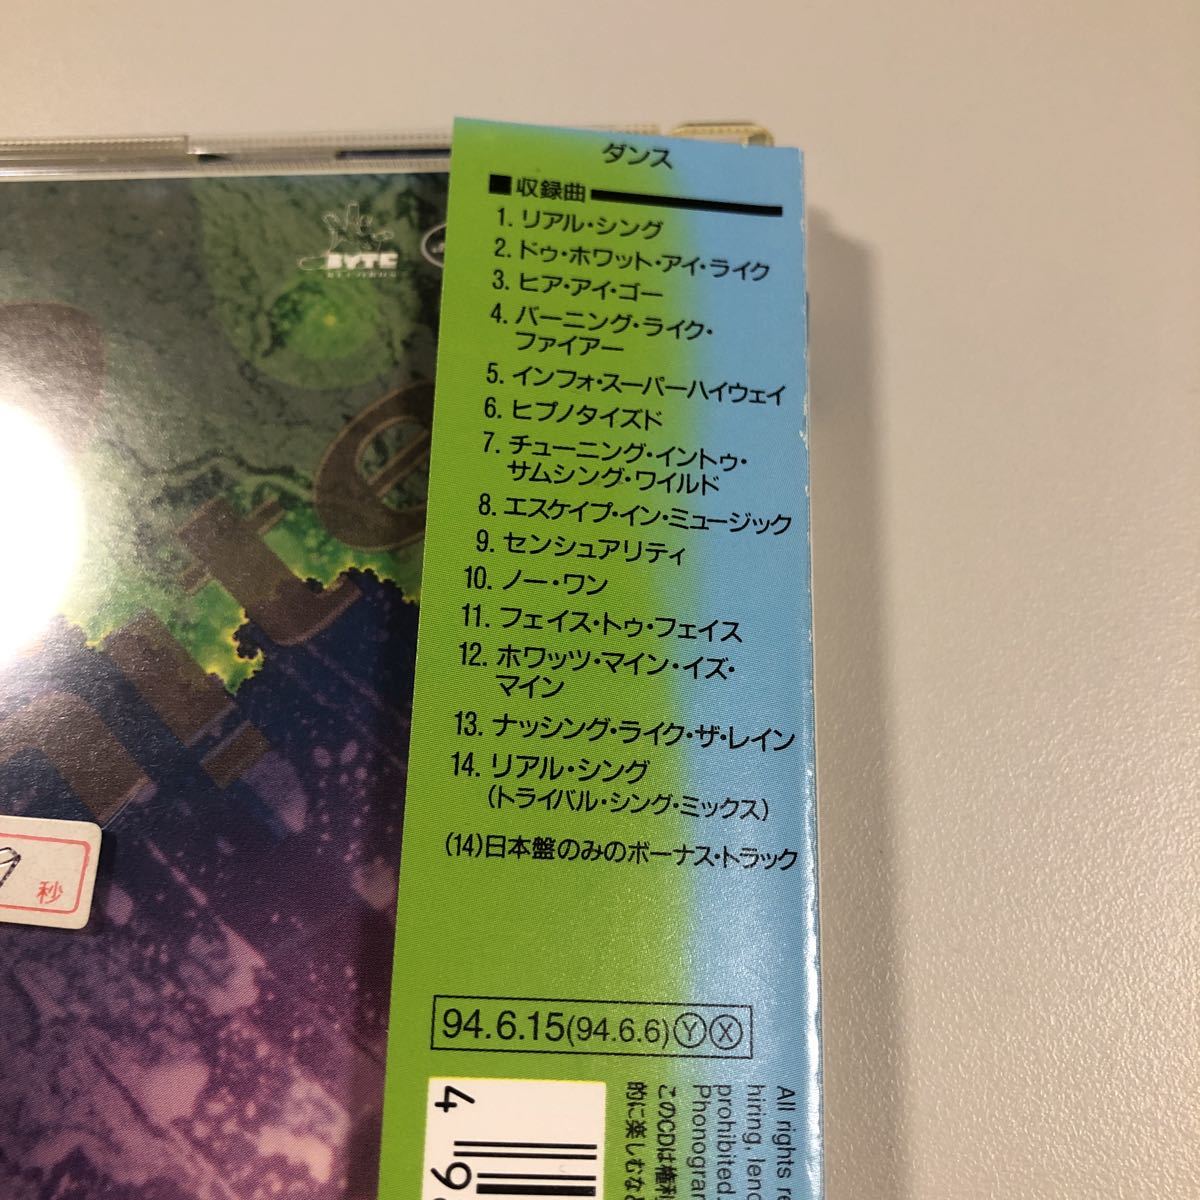 ダンス
■収録曲
1. リアル・シング
2. ドゥ・ホワット・アイ・ライク
3. ヒア・アイ・ゴー
4. バーニング・ライク・
ファイアー
5. インフォ・スーパーハイウェイ
6. ヒプノタイズド
7. チューニング・イントゥ・
サムシング・ワイルド
8. エスケイプ・イン・ミュージック
9. センシュアリティ
10. ノー・ワン
11. フェイス・トゥ・フェイス
12. ホワッツ・マイン・イズ・
マイン
13. ナッシング・ライク・ザ・レイン
14. リアル・シング
(トライバル・シング・ミックス)
(14)日本盤のみのボーナス・トラック
94.6.15(94.6.6)ⓎⓍ
All rights re
hiring, lend
prohibited.
Phonogram
このCDは権利
的に楽しむなど
4 9
BYTE
RECORDS
9 秒